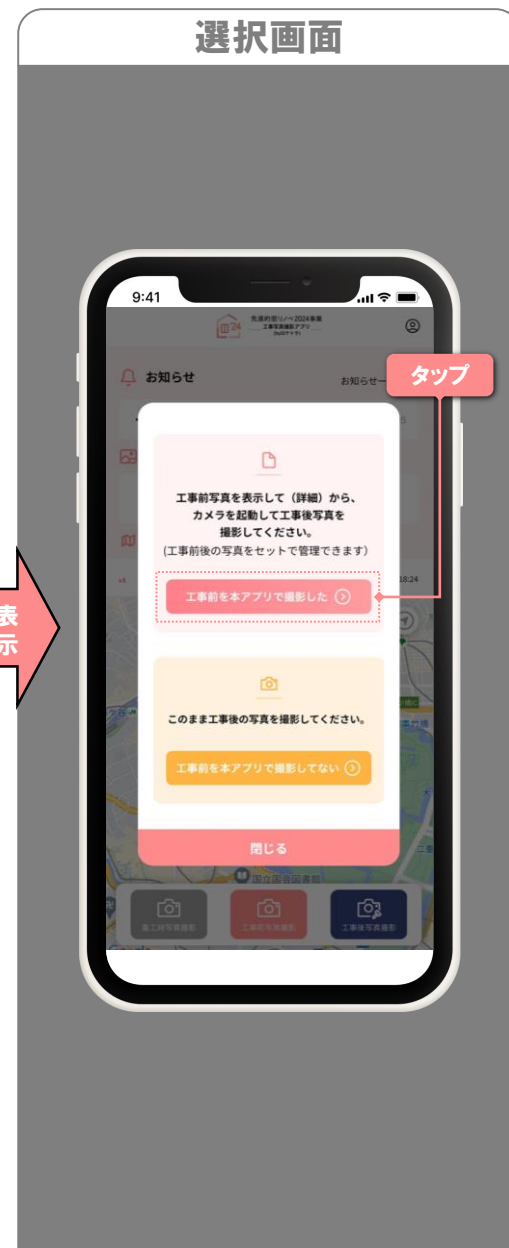 選択画面
9:41
先進的窓リノベ2024事業
工事写真撮影アプリ
24
お知らせ
お知らせ一
タップ
工事前写真を表示して（詳細）から、
カメラを起動して工事後写真を
撮影してください。
(工事前後の写真をセットで管理できます)
工事前を本アプリで撮影した
18:24
表
示
このまま工事後の写真を撮影してください。
工事前を本アプリで撮影してない
閉じる
国立国会図書館
着工前写真撮影
工事前写真撮影
工事後写真撮影